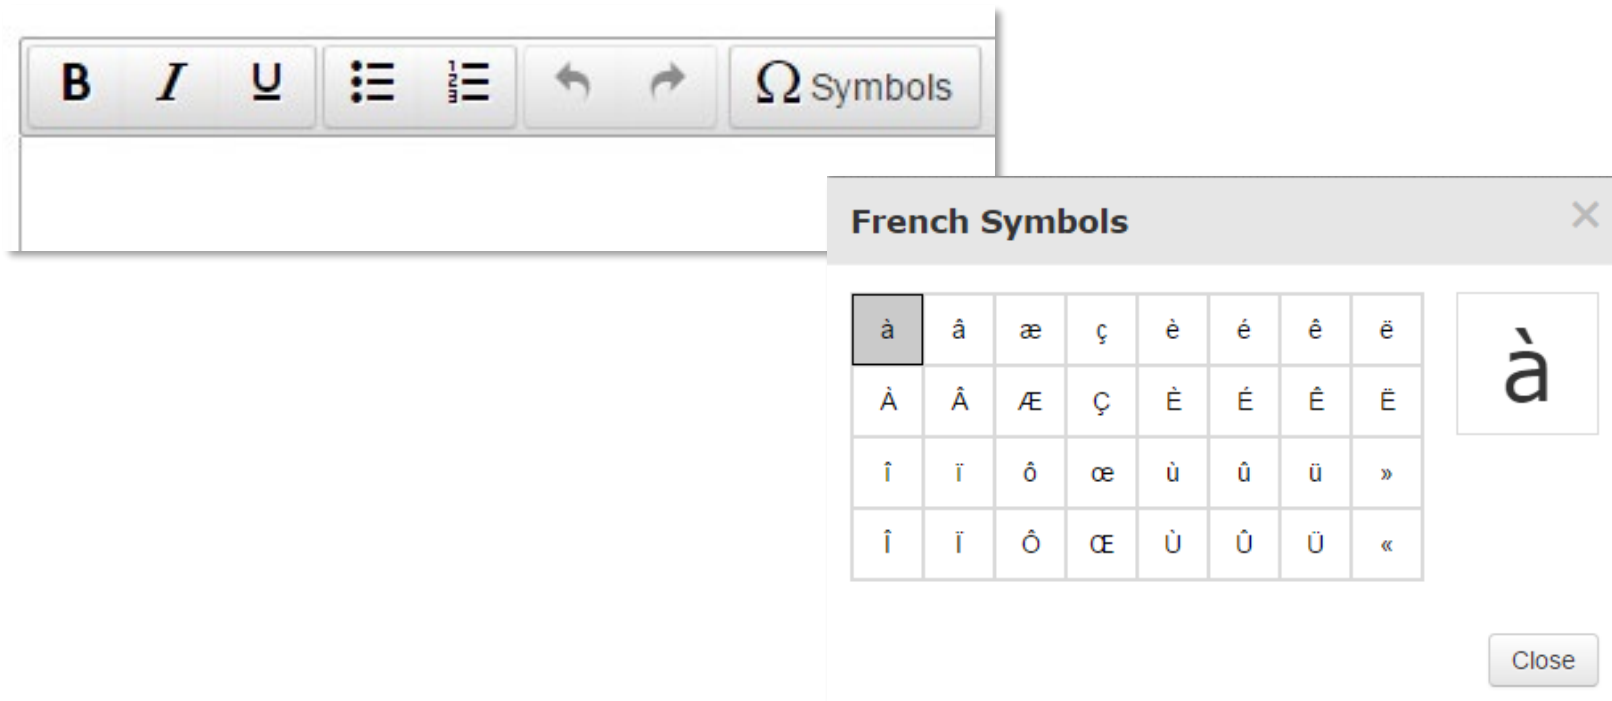 B I U Ω Symbols
French Symbols ×
à â æ ç è é ê ë à
À Â Æ Ç È É Ê Ë
î ï ô œ ù û ü »
Î Ï Ô Œ Ù Û Ü «
Close